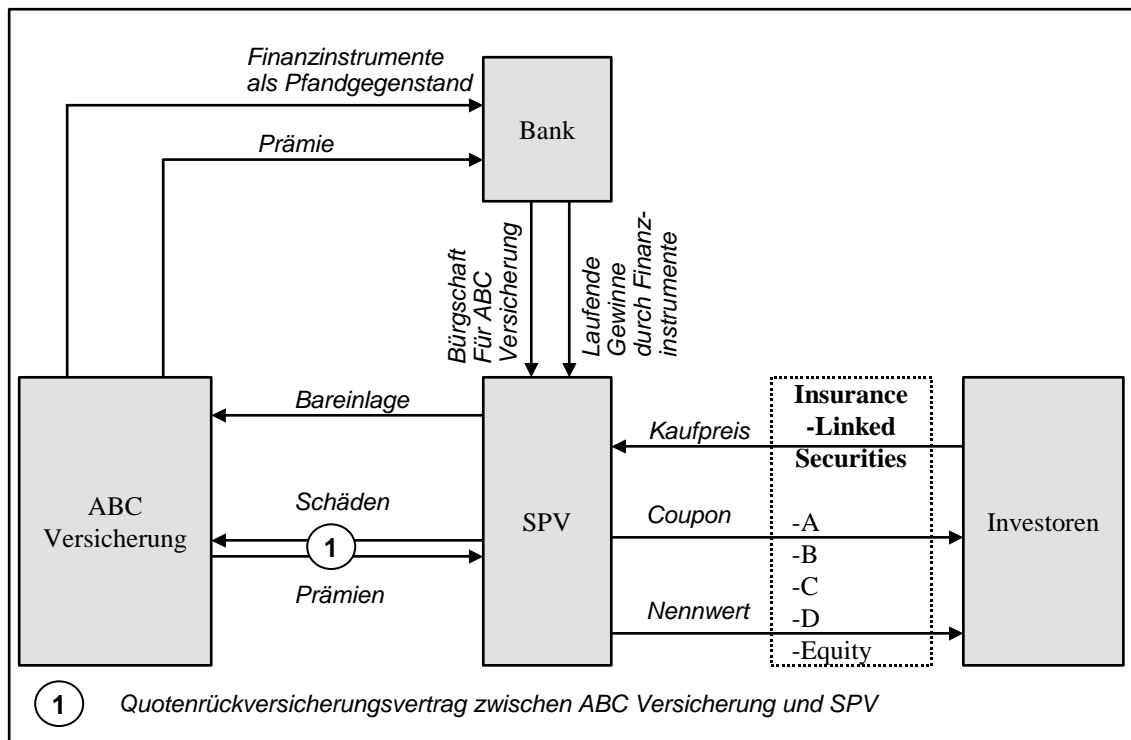 Finanzinstrumente
als Pfandgegenstand
Bank
Prämie
Bürgschaft
Für ABC
Versicherung
Laufende
Gewinne
durch Finanz-
instrumente
ABC
Versicherung
Bareinlage
Schäden
1
Prämien
SPV
Kaufpreis
Coupon
Nennwert
Insurance
-Linked
Securities
-A
-B
-C
-D
-Equity
Investoren
1 Quotenrückversicherungsvertrag zwischen ABC Versicherung und SPV